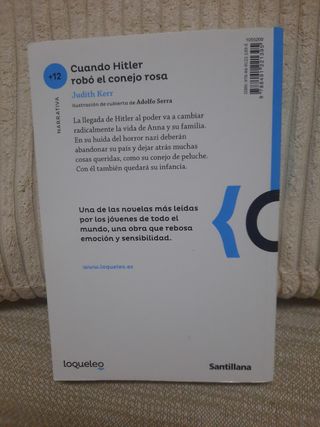 +12
Cuando Hitler
robó el conejo rosa
Judith Kerr
Ilustración de cubierta de Adolfo Serra
NARRATIVA
La llegada de Hitler al poder va a cambiar
radicalmente la vida de Anna y su familia.
En su huida del horror nazi deberán
abandonar su país y dejar atrás muchas
cosas queridas, como su conejo de peluche.
Con él también quedará su infancia.
Una de las novelas más leídas
por los jóvenes de todo el
mundo, una obra que rebosa
emoción y sensibilidad.
www.loqueleo.es
loqueleo
Santillana